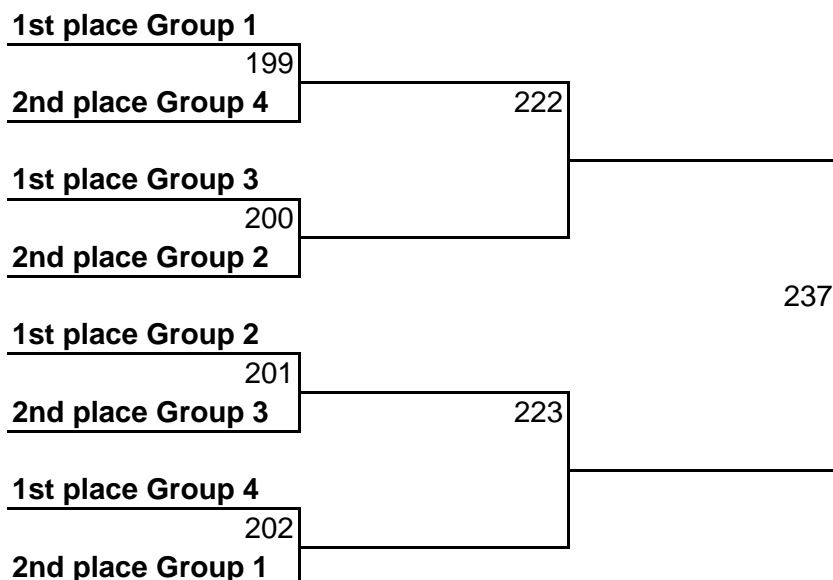 1st place Group 1
199
2nd place Group 4
222
1st place Group 3
200
2nd place Group 2
237
1st place Group 2
201
2nd place Group 3
223
1st place Group 4
202
2nd place Group 1